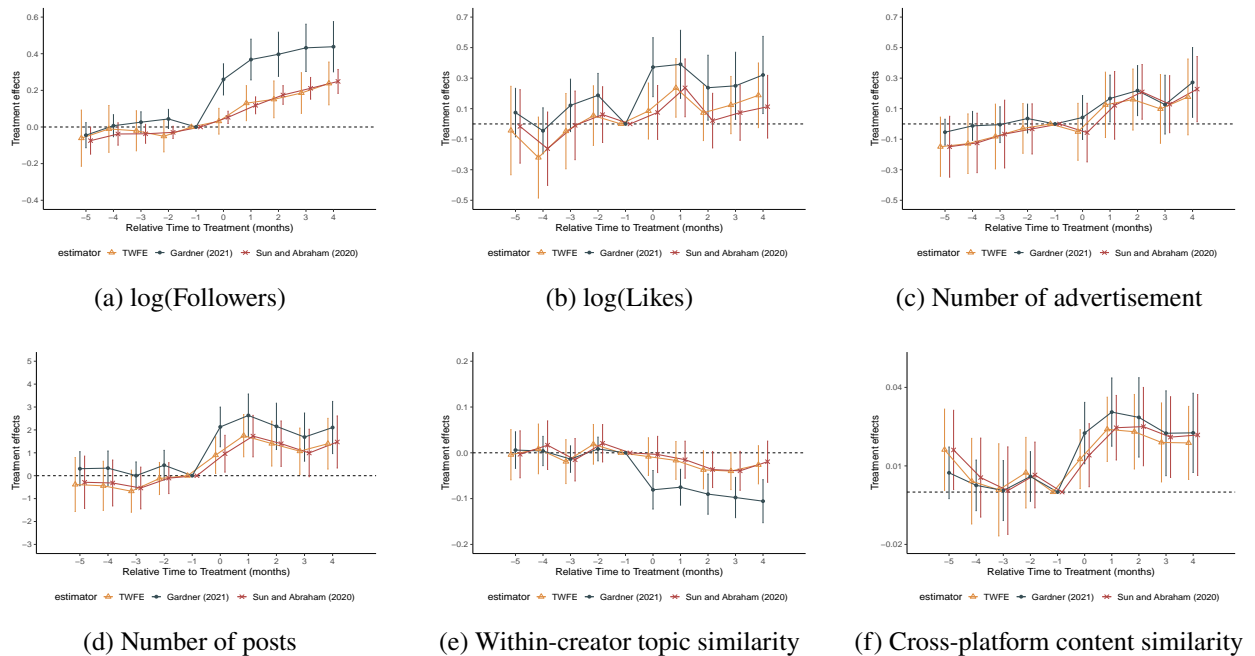 Treatment effects
0.6
0.4
0.2
0.0
−0.2
−0.4
−5 −4 −3 −2 −1 0 1 2 3 4
Relative Time to Treatment (months)
estimator TWFE Gardner (2021) Sun and Abraham (2020)
(a) log(Followers)
Treatment effects
0.7
0.5
0.3
0.1
−0.1
−0.3
−0.5
−5 −4 −3 −2 −1 0 1 2 3 4
Relative Time to Treatment (months)
estimator TWFE Gardner (2021) Sun and Abraham (2020)
(b) log(Likes)
Treatment effects
0.7
0.5
0.3
0.1
−0.1
−0.3
−0.5
−5 −4 −3 −2 −1 0 1 2 3 4
Relative Time to Treatment (months)
estimator TWFE Gardner (2021) Sun and Abraham (2020)
(c) Number of advertisement
Treatment effects
5
4
3
2
1
0
−1
−2
−3
−5 −4 −3 −2 −1 0 1 2 3 4
Relative Time to Treatment (months)
estimator TWFE Gardner (2021) Sun and Abraham (2020)
(d) Number of posts
Treatment effects
0.2
0.1
0.0
−0.1
−0.2
−5 −4 −3 −2 −1 0 1 2 3 4
Relative Time to Treatment (months)
estimator TWFE Gardner (2021) Sun and Abraham (2020)
(e) Within-creator topic similarity
Treatment effects
0.04
0.01
−0.02
−5 −4 −3 −2 −1 0 1 2 3 4
Relative Time to Treatment (months)
estimator TWFE Gardner (2021) Sun and Abraham (2020)
(f) Cross-platform content similarity